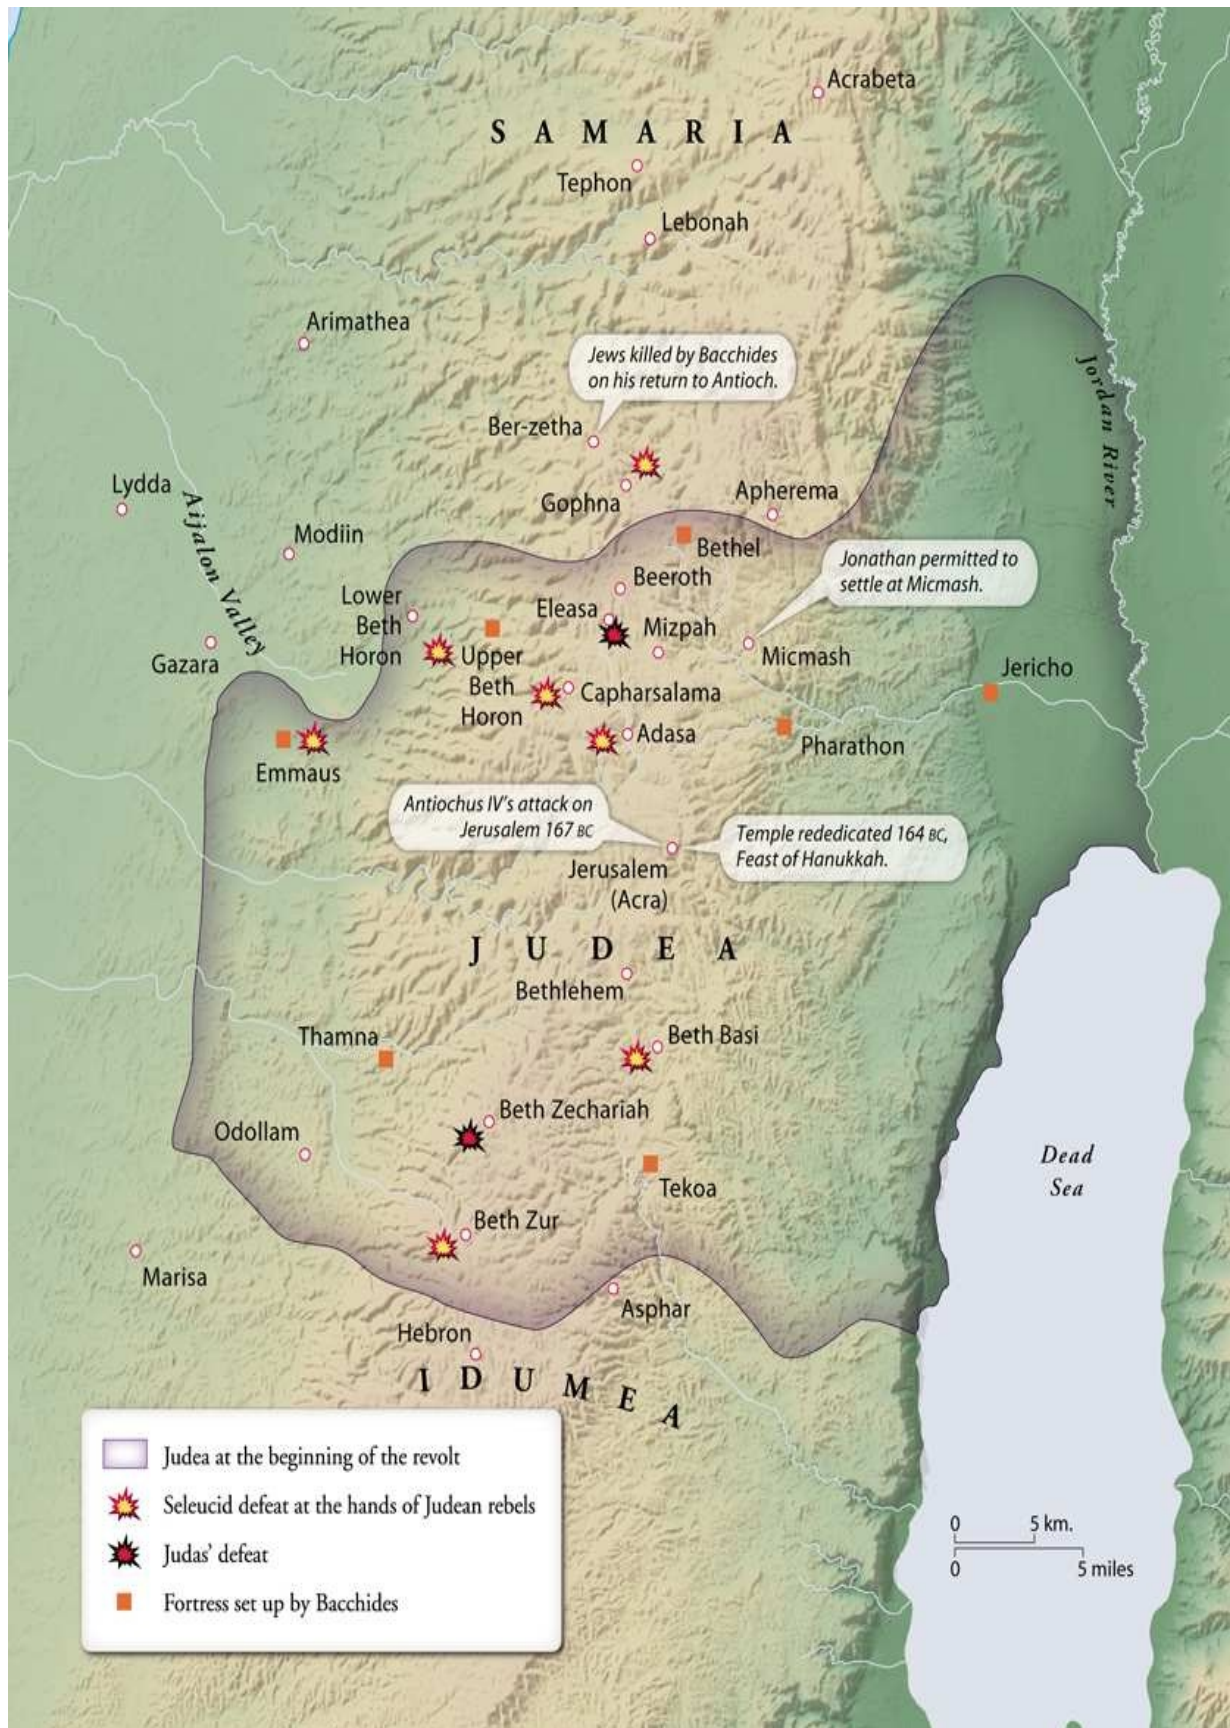 Acrabeta
SAMARIA
Tephon
Lebonah
Arimathea
Jews killed by Bacchides
on his return to Antioch.
Jordan River
Ber-zetha
Lydda
Aijalon Valley
Gophna
Apherema
Modiin
Bethel
Jonathan permitted to
settle at Micmash.
Beeroth
Lower
Beth
Horon
Eleasa
Mizpah
Gazara
Upper
Beth
Horon
Micmash
Jericho
Capharsalama
Adasa
Pharathon
Emmaus
Antiochus IV's attack on
Jerusalem 167 BC
Temple rededicated 164 BC,
Feast of Hanukkah.
Jerusalem
(Acra)
JUDEA
Bethlehem
Thamna
Beth Basi
Beth Zechariah
Odollam
Dead
Sea
Tekoa
Beth Zur
Marisa
Asphar
Hebron
IDUMEA
Judea at the beginning of the revolt
Seleucid defeat at the hands of Judean rebels
Judas' defeat
Fortress set up by Bacchides
0 5 km.
0 5 miles